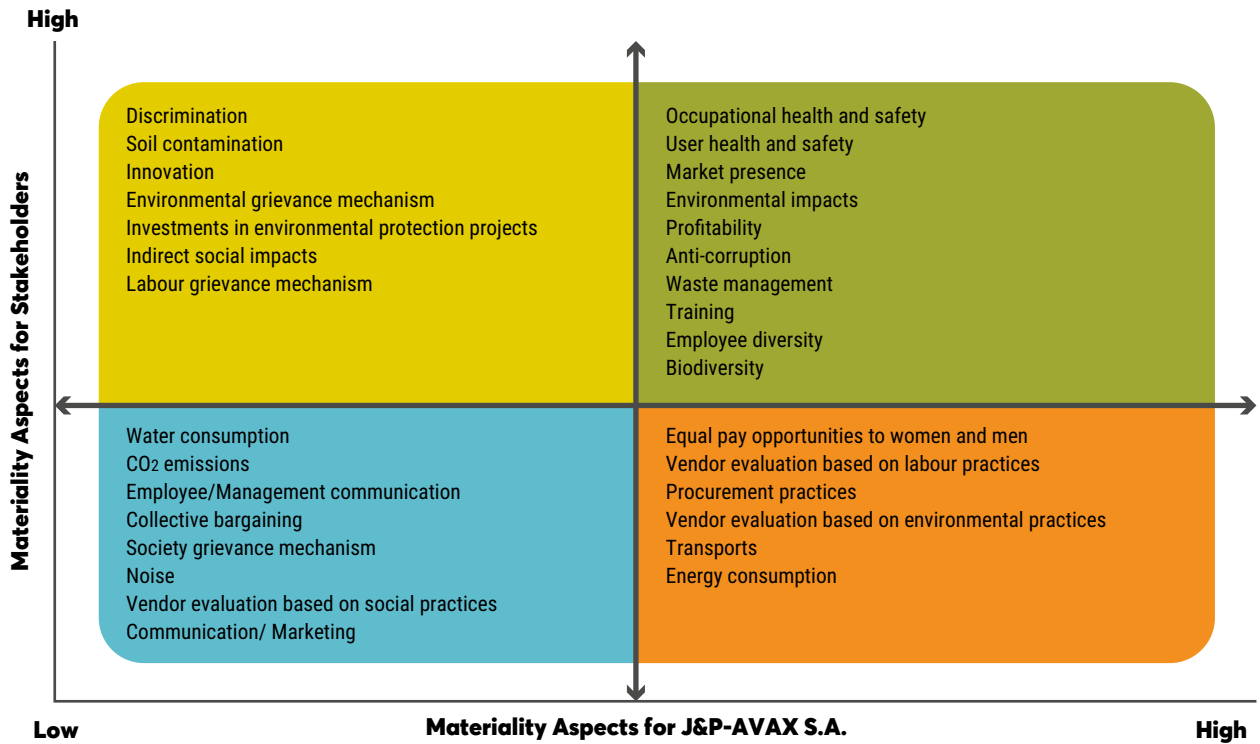 High
Materiality Aspects for Stakeholders
Discrimination
Soil contamination
Innovation
Environmental grievance mechanism
Investments in environmental protection projects
Indirect social impacts
Labour grievance mechanism
Occupational health and safety
User health and safety
Market presence
Environmental impacts
Profitability
Anti-corruption
Waste management
Training
Employee diversity
Biodiversity
Water consumption
CO2 emissions
Employee/Management communication
Collective bargaining
Society grievance mechanism
Noise
Vendor evaluation based on social practices
Communication/ Marketing
Equal pay opportunities to women and men
Vendor evaluation based on labour practices
Procurement practices
Vendor evaluation based on environmental practices
Transports
Energy consumption
Low
Materiality Aspects for J&P-AVAX S.A.
High